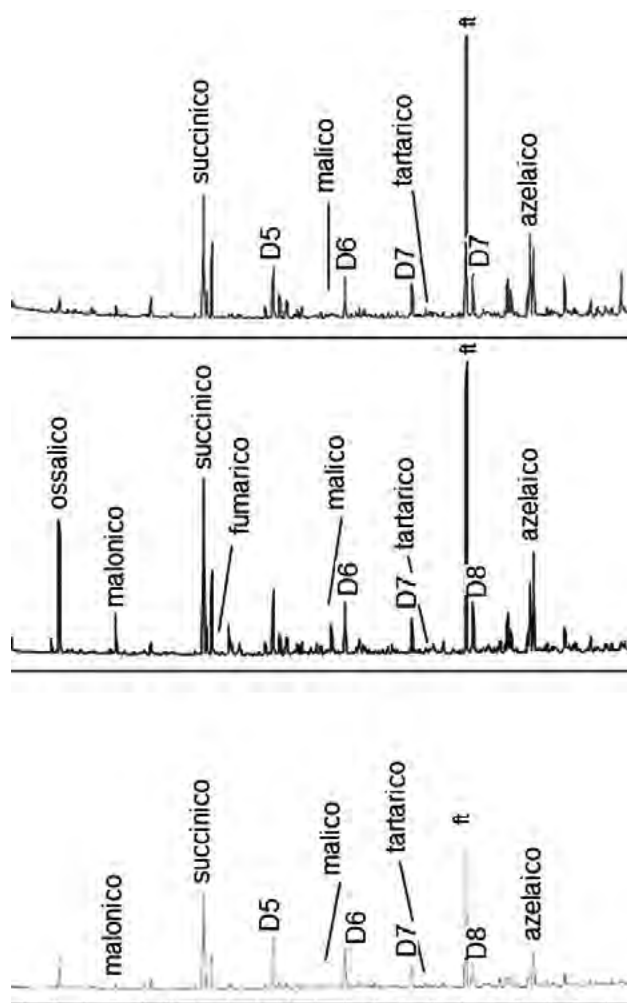 succinico
D5
malico
D6
D7
tartarico
ft
D7
azelaico
ossalico
malonico
succinico
fumarico
malico
D6
D7
tartarico
ft
D8
azelaico
malonico
succinico
D5
malico
D6
D7
tartarico
ft
D8
azelaico